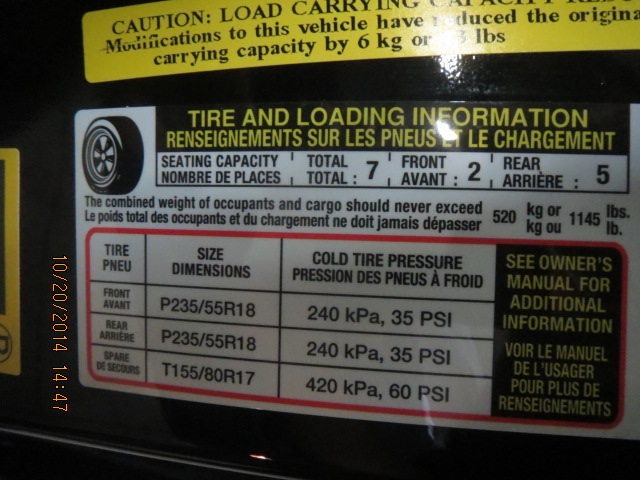 CAUTION: LOAD CARRYING CAPACITY
Modifications to this vehicle have reduced the original
carrying capacity by 6 kg or lbs
TIRE AND LOADING INFORMATION
RENSEIGNEMENTS SUR LES PNEUS ET LE CHARGEMENT
SEATING CAPACITY TOTAL FRONT REAR
NOMBRE DE PLACES TOTAL : 7 AVANT : 2 ARRIÈRE : 5
The combined weight of occupants and cargo should never exceed 520 kg or 1145 lbs.
Le poids total des occupants et du chargement ne doit jamais dépasser kg ou lb.
TIRE
PNEU
SIZE
DIMENSIONS
COLD TIRE PRESSURE
PRESSION DES PNEUS À FROID
FRONT
AVANT
P235/55R18
240 kPa, 35 PSI
REAR
ARRIÈRE
P235/55R18
240 kPa, 35 PSI
SPARE
DE SECOURS
T155/80R17
420 kPa, 60 PSI
SEE OWNER'S
MANUAL FOR
ADDITIONAL
INFORMATION
VOIR LE MANUEL
DE L'USAGER
POUR PLUS DE
RENSEIGNEMENTS
10/20/2014 14:47